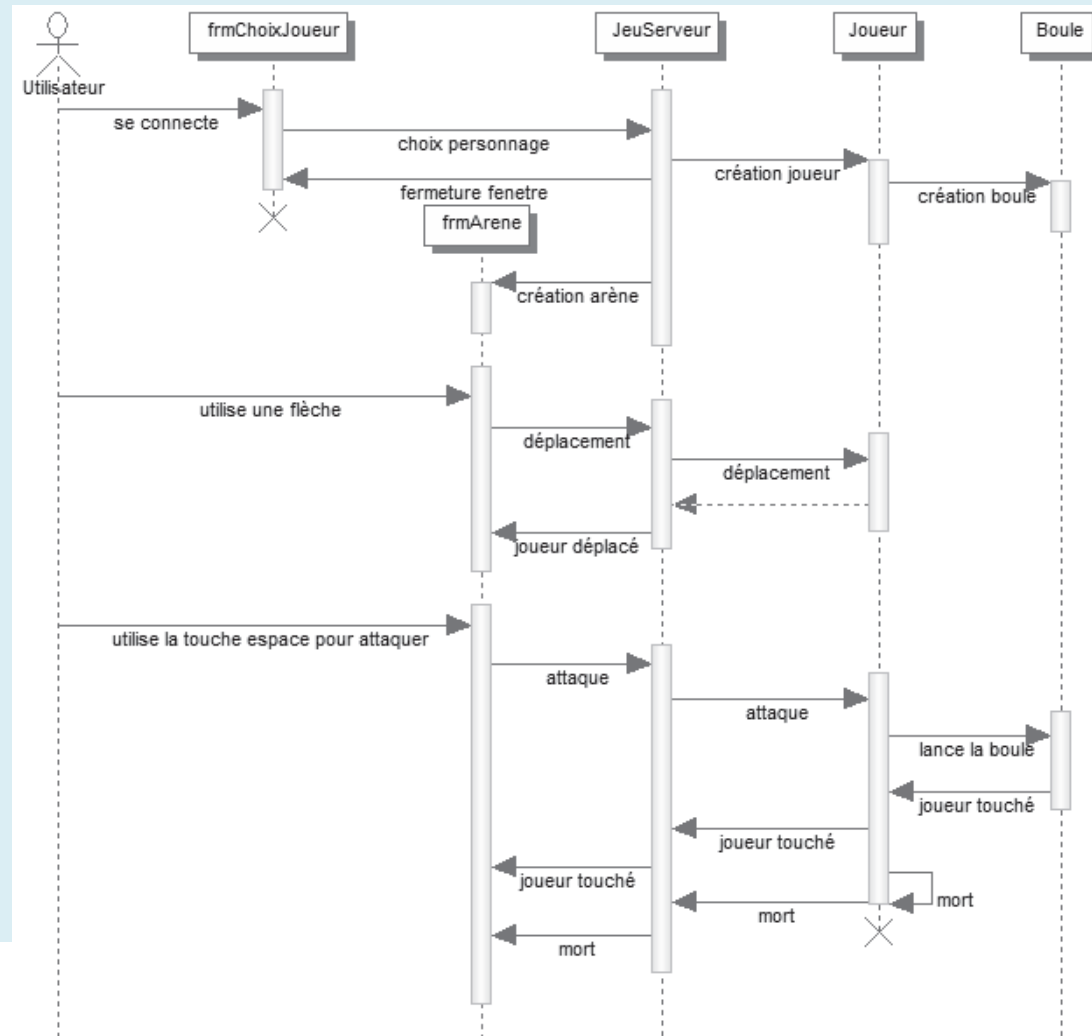 frmChoixJoueur
JeuServeur
Joueur
Boule
Utilisateur
se connecte
choix personnage
création joueur
création boule
fermeture fenetre
frmArene
création arène
utilise une flèche
déplacement
déplacement
joueur déplacé
utilise la touche espace pour attaquer
attaque
attaque
lance la boule
joueur touché
joueur touché
joueur touché
mort
mort
mort